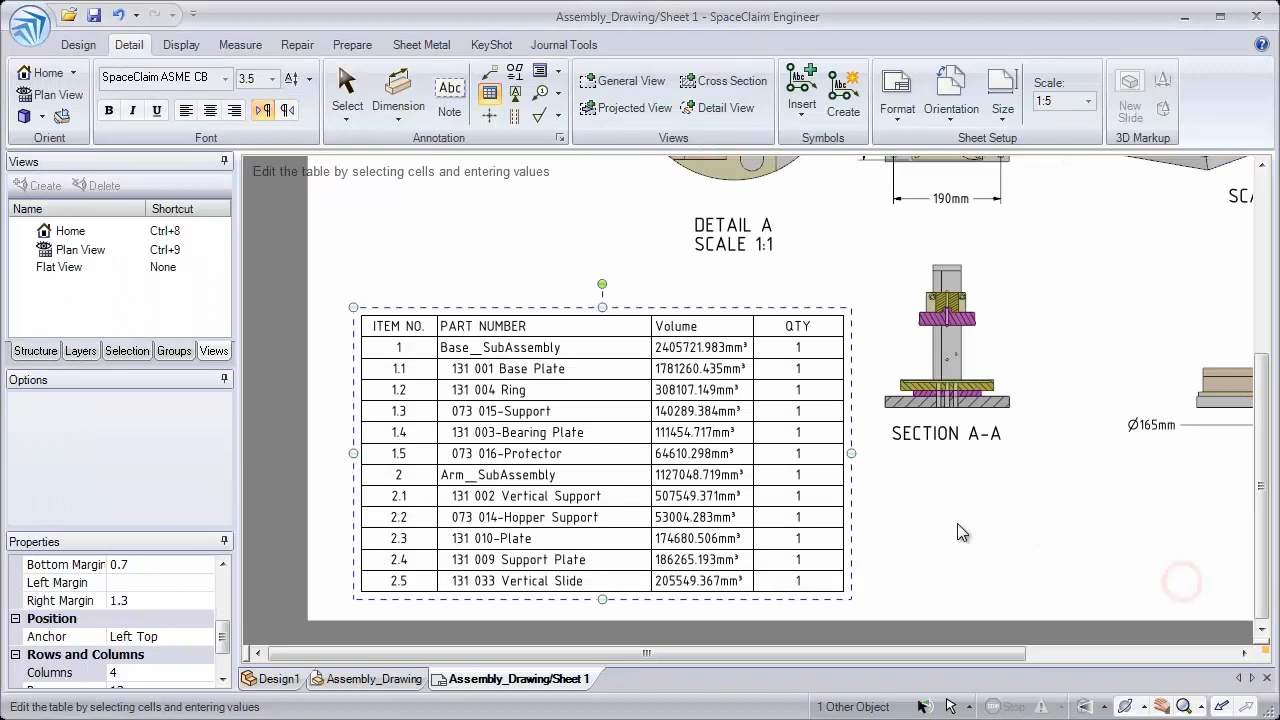 Assembly_Drawing/Sheet 1 - SpaceClaim Engineer
Design Detail Display Measure Repair Prepare Sheet Metal KeyShot Journal Tools
Home
Plan View
Orient
SpaceClaim ASME CB 3.5
B I U
Font
Select
Dimension
Abc
Note
Annotation
General View
Cross Section
Projected View
Detail View
Views
Abc
Insert
Abc
Create
Symbols
Format
Orientation
Size
Scale:
1:5
Sheet Setup
New
Slide
3D Markup
Views
Create Delete
Name Shortcut
Home Ctrl+8
Plan View Ctrl+9
Flat View None
Structure Layers Selection Groups Views
Options
Properties
Bottom Margin 0.7
Left Margin
Right Margin 1.3
Position
Anchor Left Top
Rows and Columns
Columns 4
Edit the table by selecting cells and entering values
DETAIL A
SCALE 1:1
190mm
SCA
ITEM NO. PART NUMBER Volume QTY
1 Base__SubAssembly 2405721.983mm³ 1
1.1 131 001 Base Plate 1781260.435mm³ 1
1.2 131 004 Ring 308107.149mm³ 1
1.3 073 015-Support 140289.384mm³ 1
1.4 131 003-Bearing Plate 111454.717mm³ 1
1.5 073 016-Protector 64610.298mm³ 1
2 Arm__SubAssembly 1127048.719mm³ 1
2.1 131 002 Vertical Support 507549.371mm³ 1
2.2 073 014-Hopper Support 53004.283mm³ 1
2.3 131 010-Plate 174680.506mm³ 1
2.4 131 009 Support Plate 186265.193mm³ 1
2.5 131 033 Vertical Slide 205549.367mm³ 1
SECTION A-A
Ø165mm
Design1 Assembly_Drawing Assembly_Drawing/Sheet 1
Edit the table by selecting cells and entering values
1 Other Object
Stop